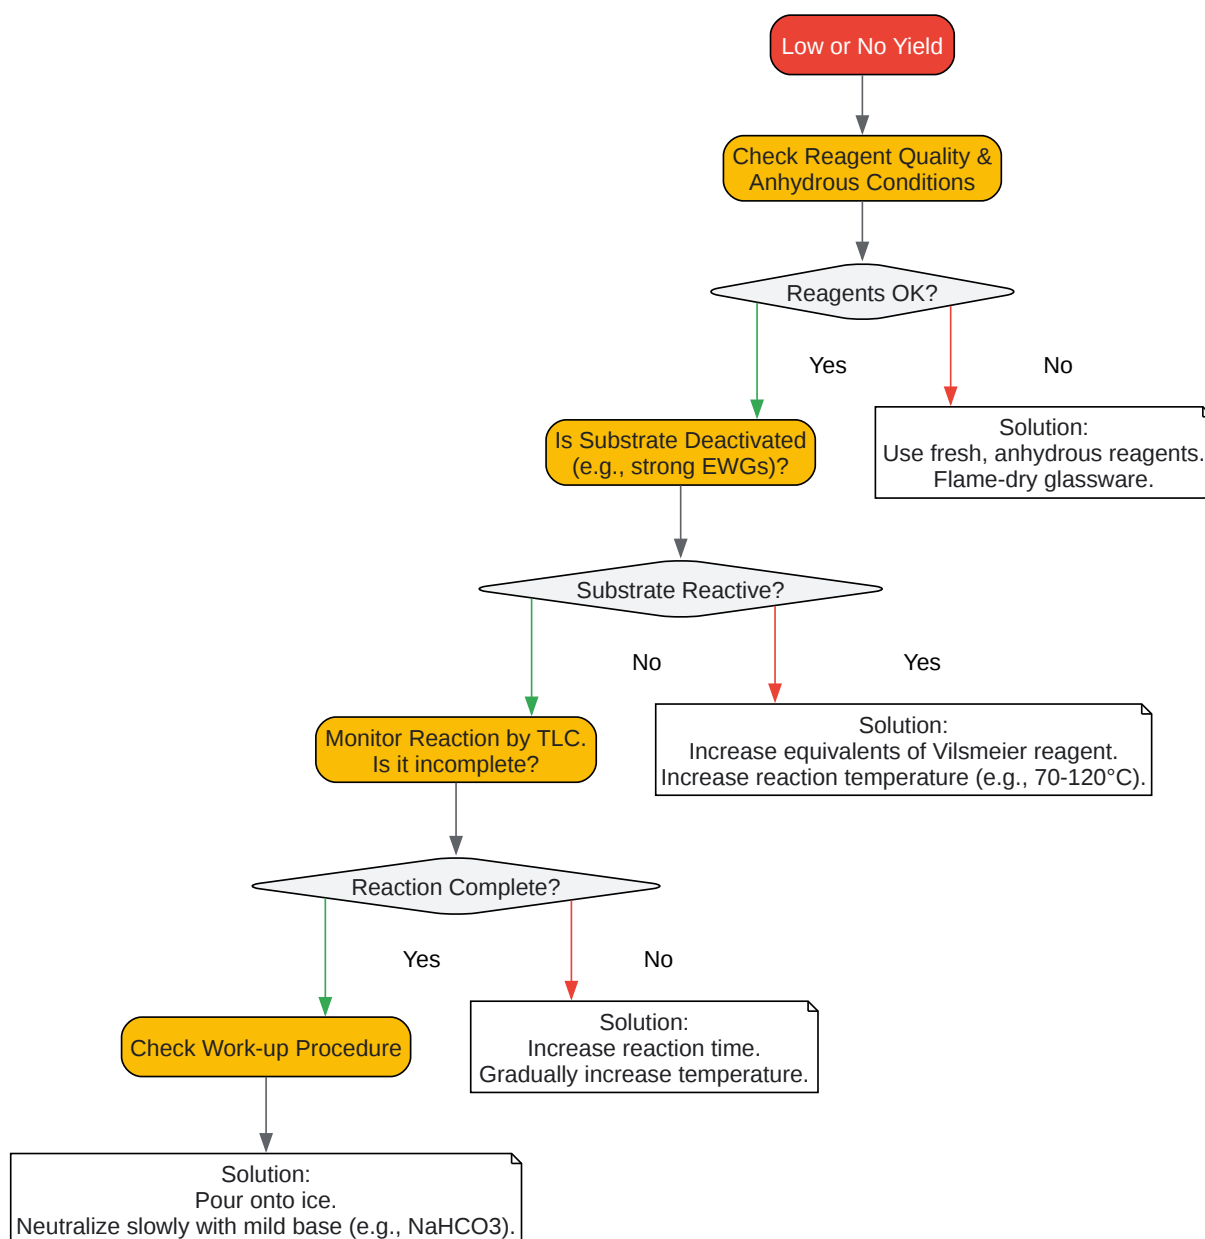 Low or No Yield
Check Reagent Quality &
Anhydrous Conditions
Reagents OK?
Yes
No
Is Substrate Deactivated
(e.g., strong EWGs)?
Solution:
Use fresh, anhydrous reagents.
Flame-dry glassware.
Substrate Reactive?
No
Yes
Monitor Reaction by TLC.
Is it incomplete?
Solution:
Increase equivalents of Vilsmeier reagent.
Increase reaction temperature (e.g., 70-120°C).
Reaction Complete?
Yes
No
Check Work-up Procedure
Solution:
Increase reaction time.
Gradually increase temperature.
Solution:
Pour onto ice.
Neutralize slowly with mild base (e.g., NaHCO3).